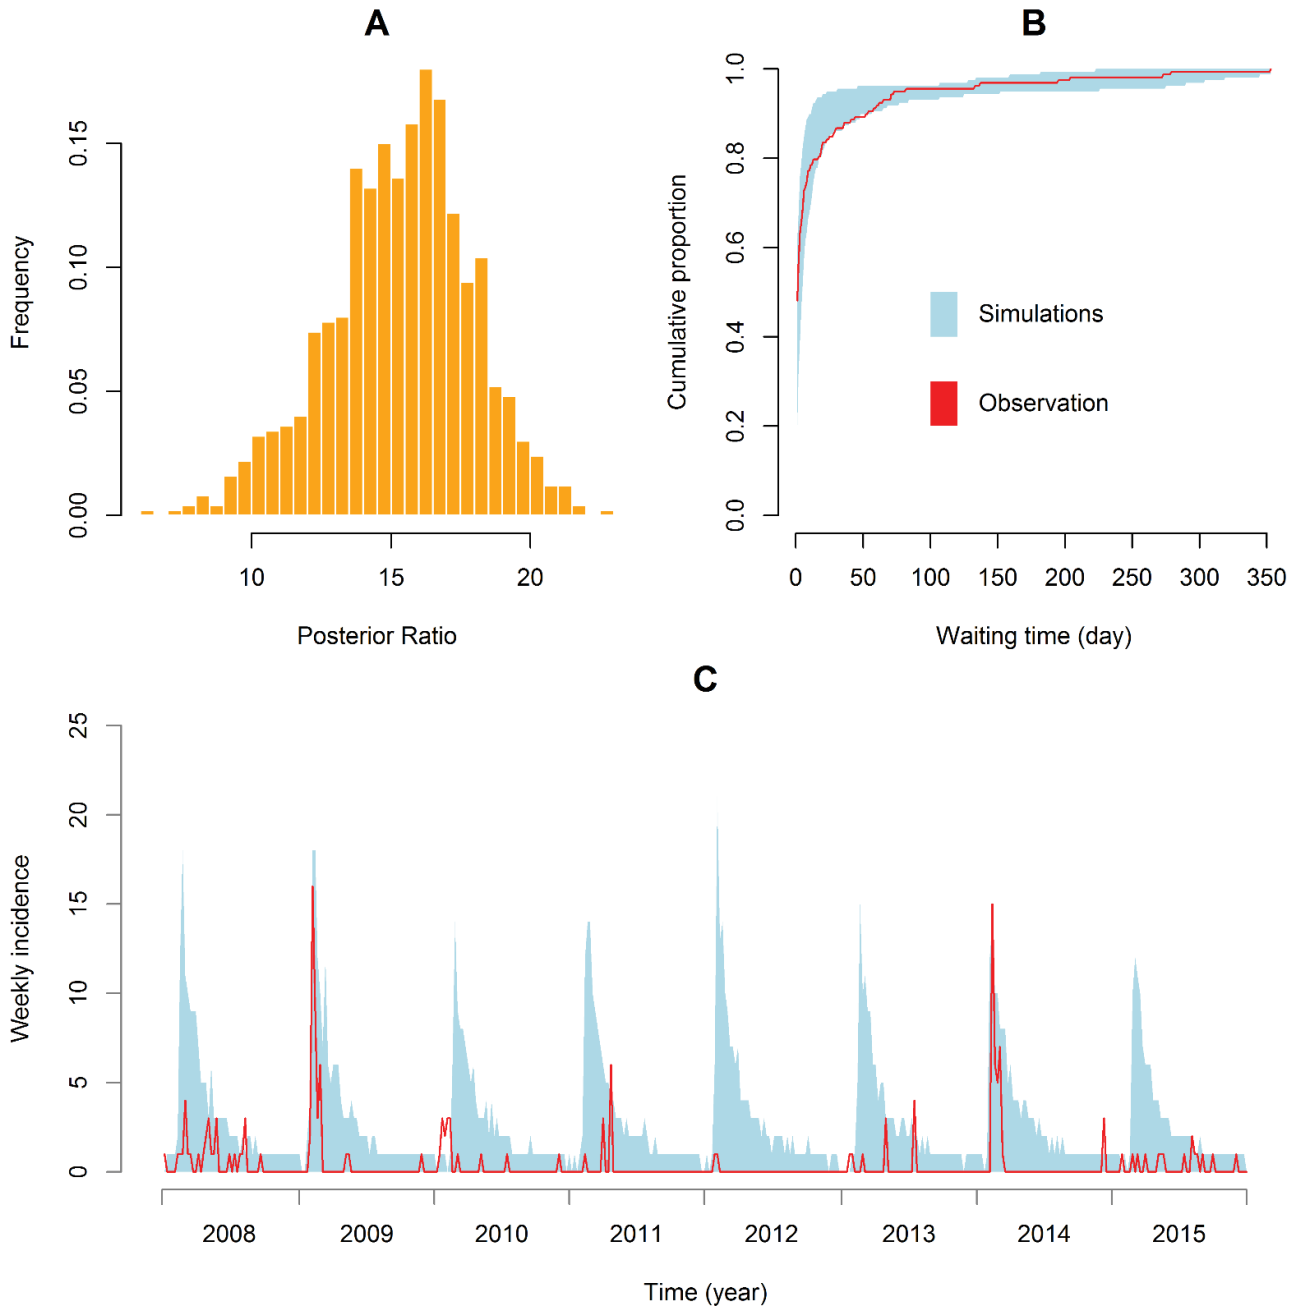 A
Frequency
0.00 0.05 0.10 0.15
10 15 20
Posterior Ratio
B
Cumulative proportion
0.0 0.2 0.4 0.6 0.8 1.0
Simulations
Observation
0 50 100 150 200 250 300 350
Waiting time (day)
C
Weekly incidence
0 5 10 15 20 25
2008 2009 2010 2011 2012 2013 2014 2015
Time (year)